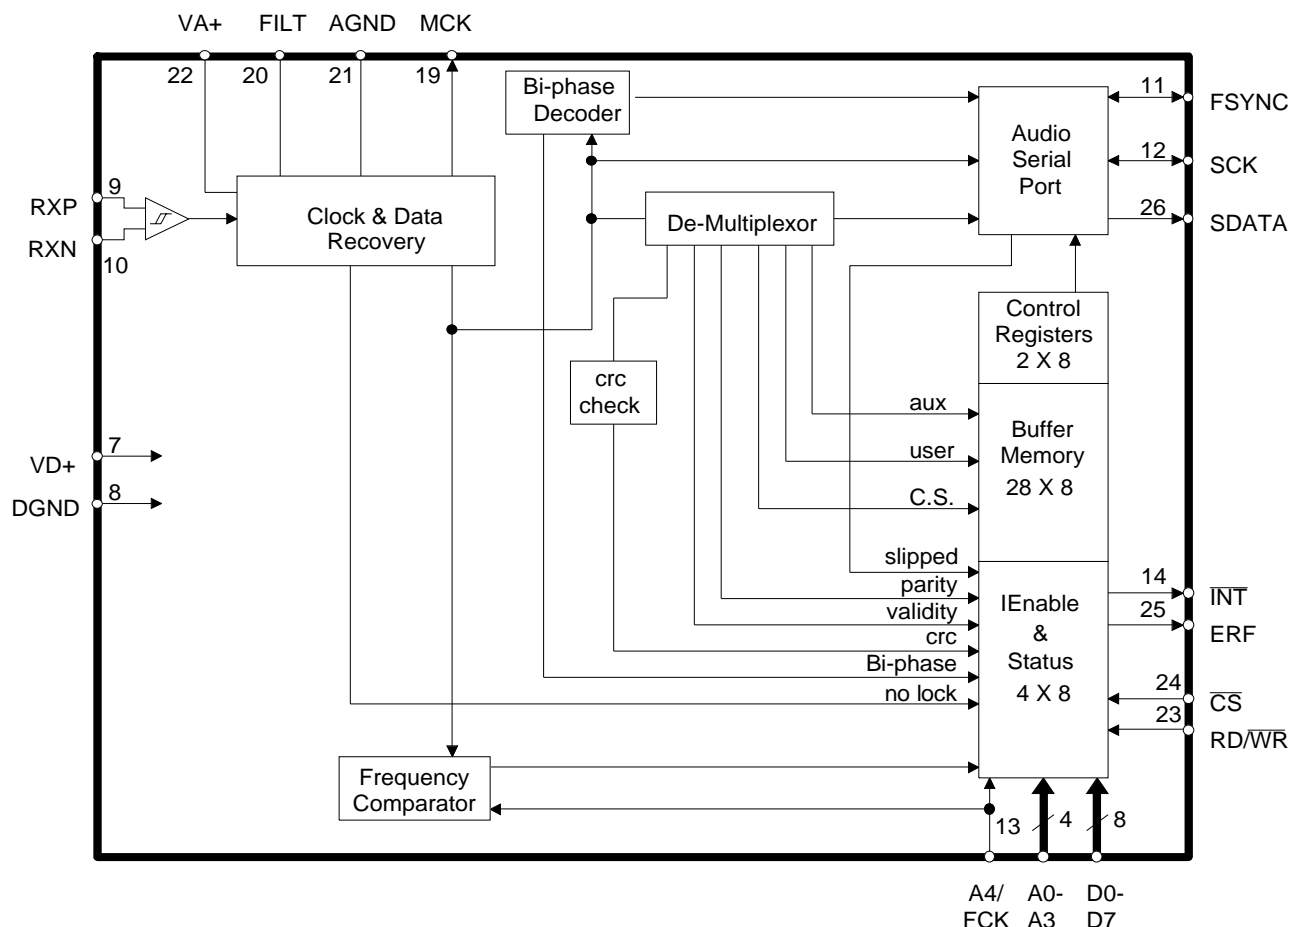 VA+ FILT AGND MCK
22 20 21 19
Bi-phase
Decoder
Audio
Serial
Port
11 FSYNC
12 SCK
26 SDATA
RXP 9
RXN 10
Clock & Data
Recovery
De-Multiplexor
Control
Registers
2 X 8
crc
check
aux
user
C.S.
Buffer
Memory
28 X 8
VD+ 7
DGND 8
slipped
parity
validity
crc
Bi-phase
no lock
IEnable
&
Status
4 X 8
14 INT
25 ERF
24 CS
23 RD/WR
Frequency
Comparator
13 4 8
A4/ A0- D0-
FCK A3 D7